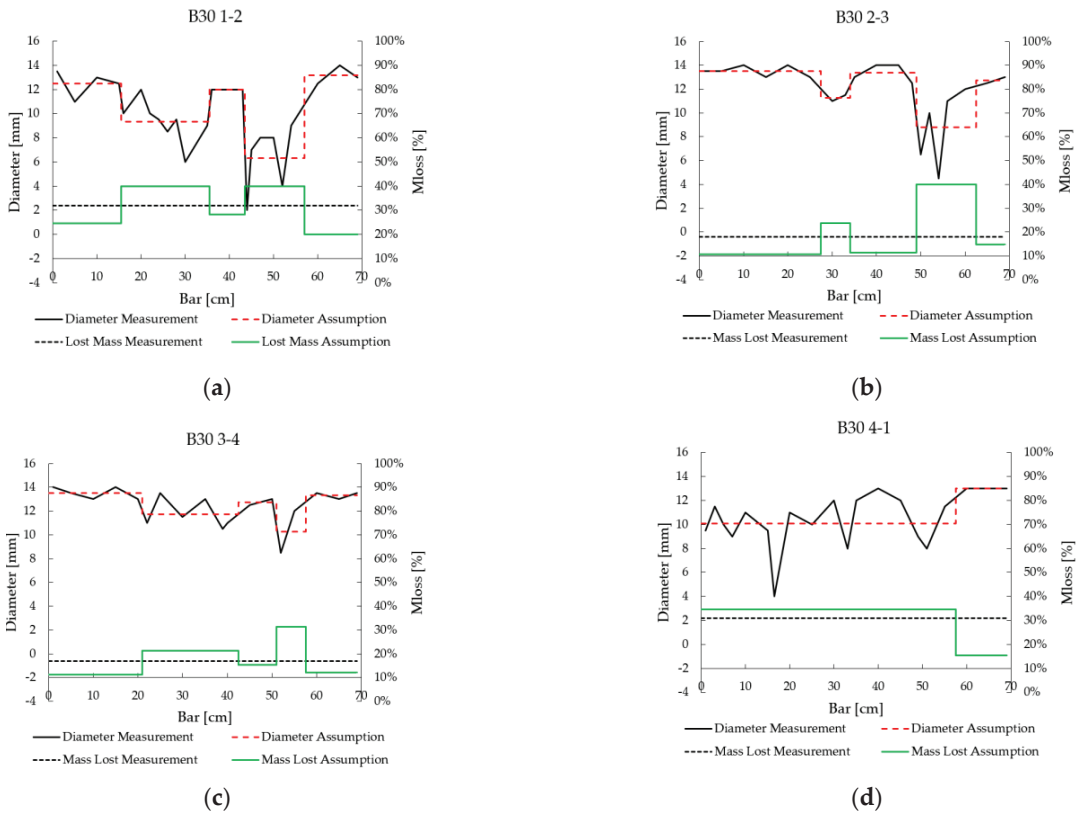 B30 1-2
16
14
12
10
8
6
4
2
0
-2
-4
Diameter [mm]
100%
90%
80%
70%
60%
50%
40%
30%
20%
10%
0%
Mloss [%]
0 10 20 30 40 50 60 70
Bar [cm]
Diameter Measurement Diameter Assumption
Lost Mass Measurement Lost Mass Assumption
(a)
B30 2-3
16
14
12
10
8
6
4
2
0
-2
-4
Diameter [mm]
100%
90%
80%
70%
60%
50%
40%
30%
20%
10%
0%
Mloss [%]
0 10 20 30 40 50 60 70
Bar [cm]
Diameter Measurement Diameter Assumption
Mass Lost Measurement Mass Lost Assumption
(b)
B30 3-4
16
14
12
10
8
6
4
2
0
-2
-4
Diameter [mm]
100%
90%
80%
70%
60%
50%
40%
30%
20%
10%
0%
Mloss [%]
0 10 20 30 40 50 60 70
Bar [cm]
Diameter Measurement Diameter Assumption
Mass Lost Measurement Mass Lost Assumption
(c)
B30 4-1
16
14
12
10
8
6
4
2
0
-2
-4
Diameter [mm]
100%
90%
80%
70%
60%
50%
40%
30%
20%
10%
0%
Mloss [%]
0 10 20 30 40 50 60 70
Bar [cm]
Diameter Measurement Diameter Assumption
Mass Lost Measurement Mass Lost Assumption
(d)